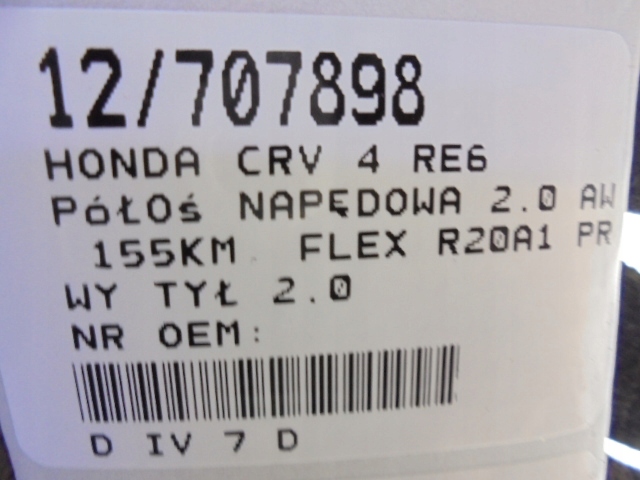 12/707898
HONDA CRV 4 RE6
PÓŁOś NAPĘDOWA 2.0 AW
155KM FLEX R20A1 PR
WY TYŁ 2.0
NR OEM:
D IV 7 D